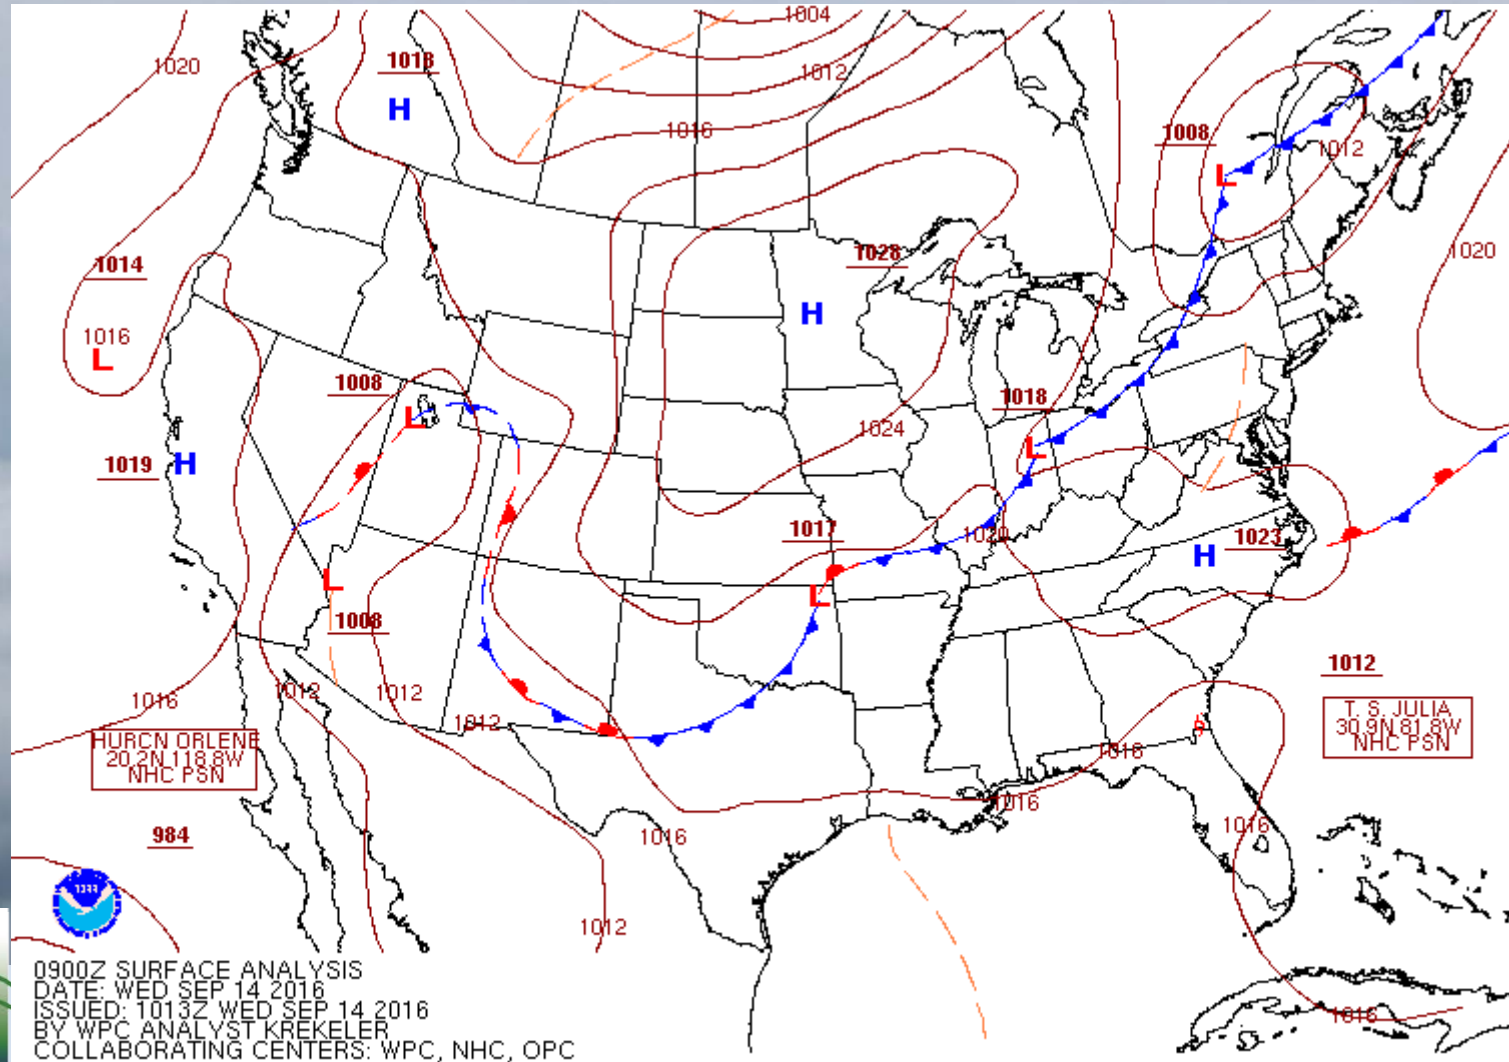 1004
1020
1018
1012
H
1016
1008
1012
L
1020
1014
1028
1016
H
L
1008
L
1018
1024
L
1019
H
1017
1020
1023
H
L
L
1008
1012
1016
1012
1012
1012
HURCN ORLENE
20.2N 118.8W
NHC PSN
T. S. JULIA
30.9N 81.8W
NHC PSN
1016
1016
1016
1016
984
1012
1016
0900Z SURFACE ANALYSIS
DATE: WED SEP 14 2016
ISSUED: 1013Z WED SEP 14 2016
BY WPC ANALYST KREKELER
COLLABORATING CENTERS: WPC, NHC, OPC